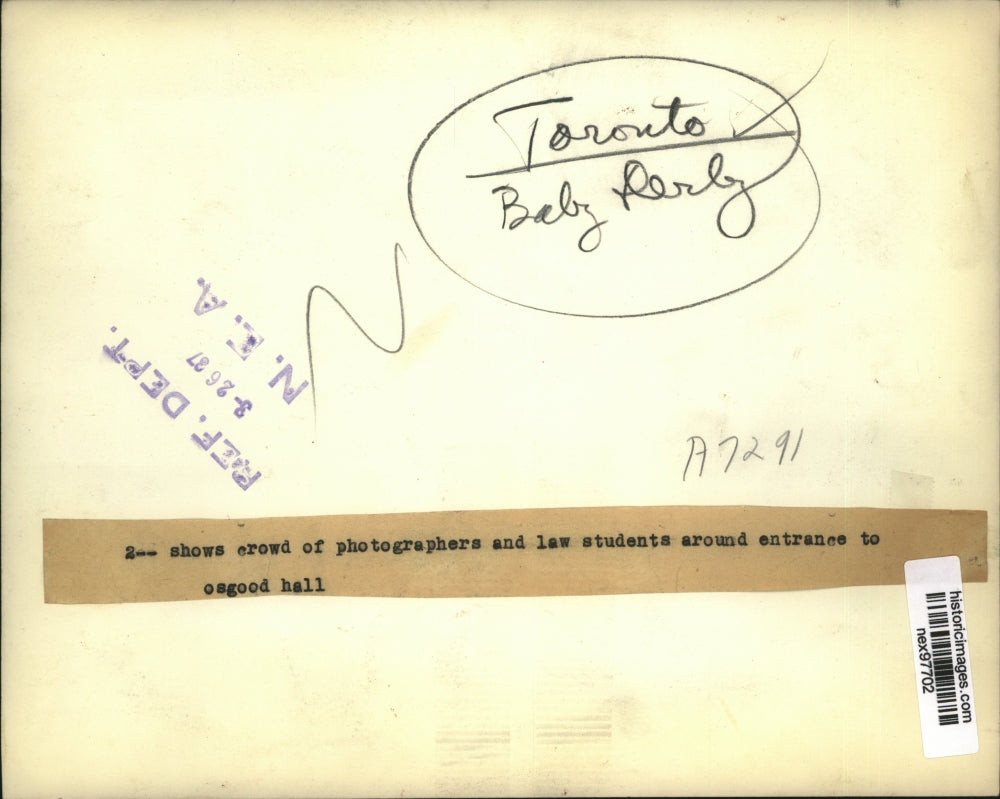 Toronto
Baby Derby
N
REF. DEPT.
3-26 37
N. E. A.
A7291
2-- shows crowd of photographers and law students around entrance to
osgood hall
historicimages.com
nex97702